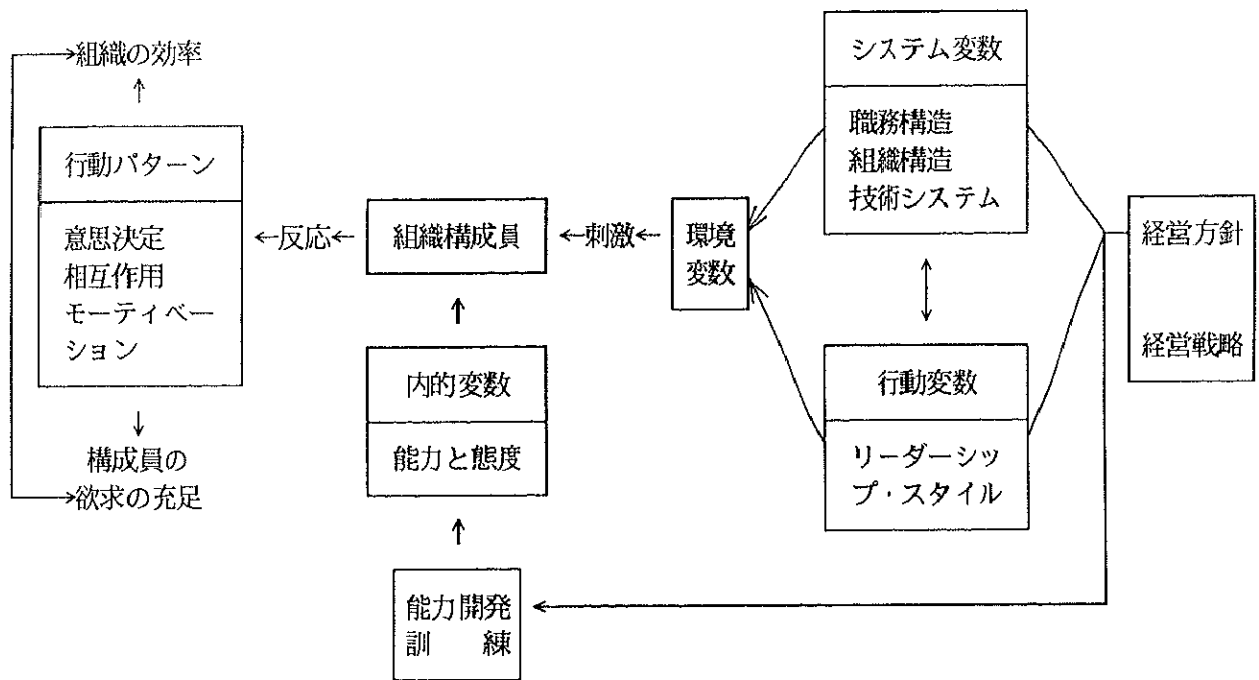 組織の効率
行動パターン
意思決定
相互作用
モーティベー
ション
構成員の
欲求の充足
反応
組織構成員
内的変数
能力と態度
能力開発
訓　練
刺激
環境
変数
システム変数
職務構造
組織構造
技術システム
行動変数
リーダーシッ
プ・スタイル
経営方針
経営戦略